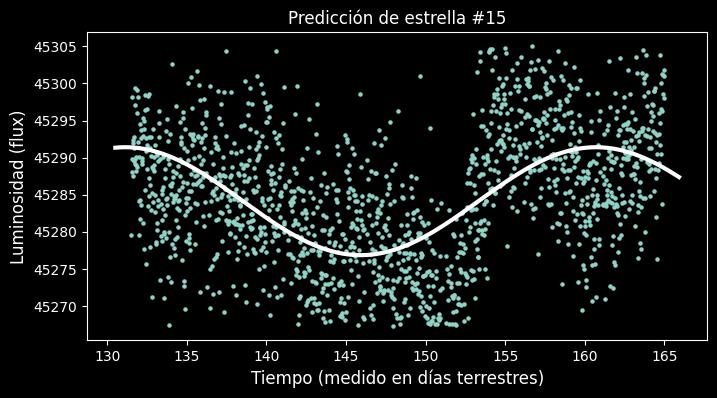 Predicción de estrella #15
Luminosidad (flux)
45305
45300
45295
45290
45285
45280
45275
45270
130 135 140 145 150 155 160 165
Tiempo (medido en días terrestres)